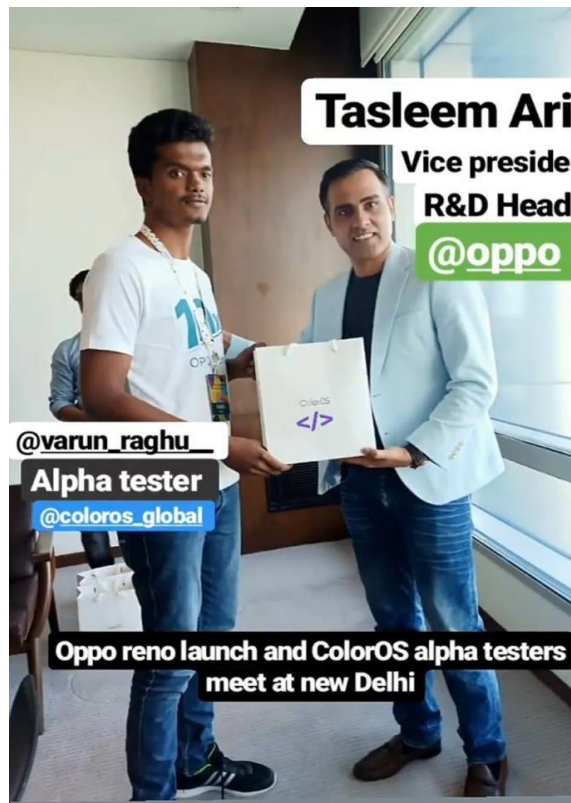 Tasleem Ari
Vice preside
R&D Head
@oppo
ColorOS
</>
@varun_raghu__
Alpha tester
@coloros_global
Oppo reno launch and ColorOS alpha testers
meet at new Delhi